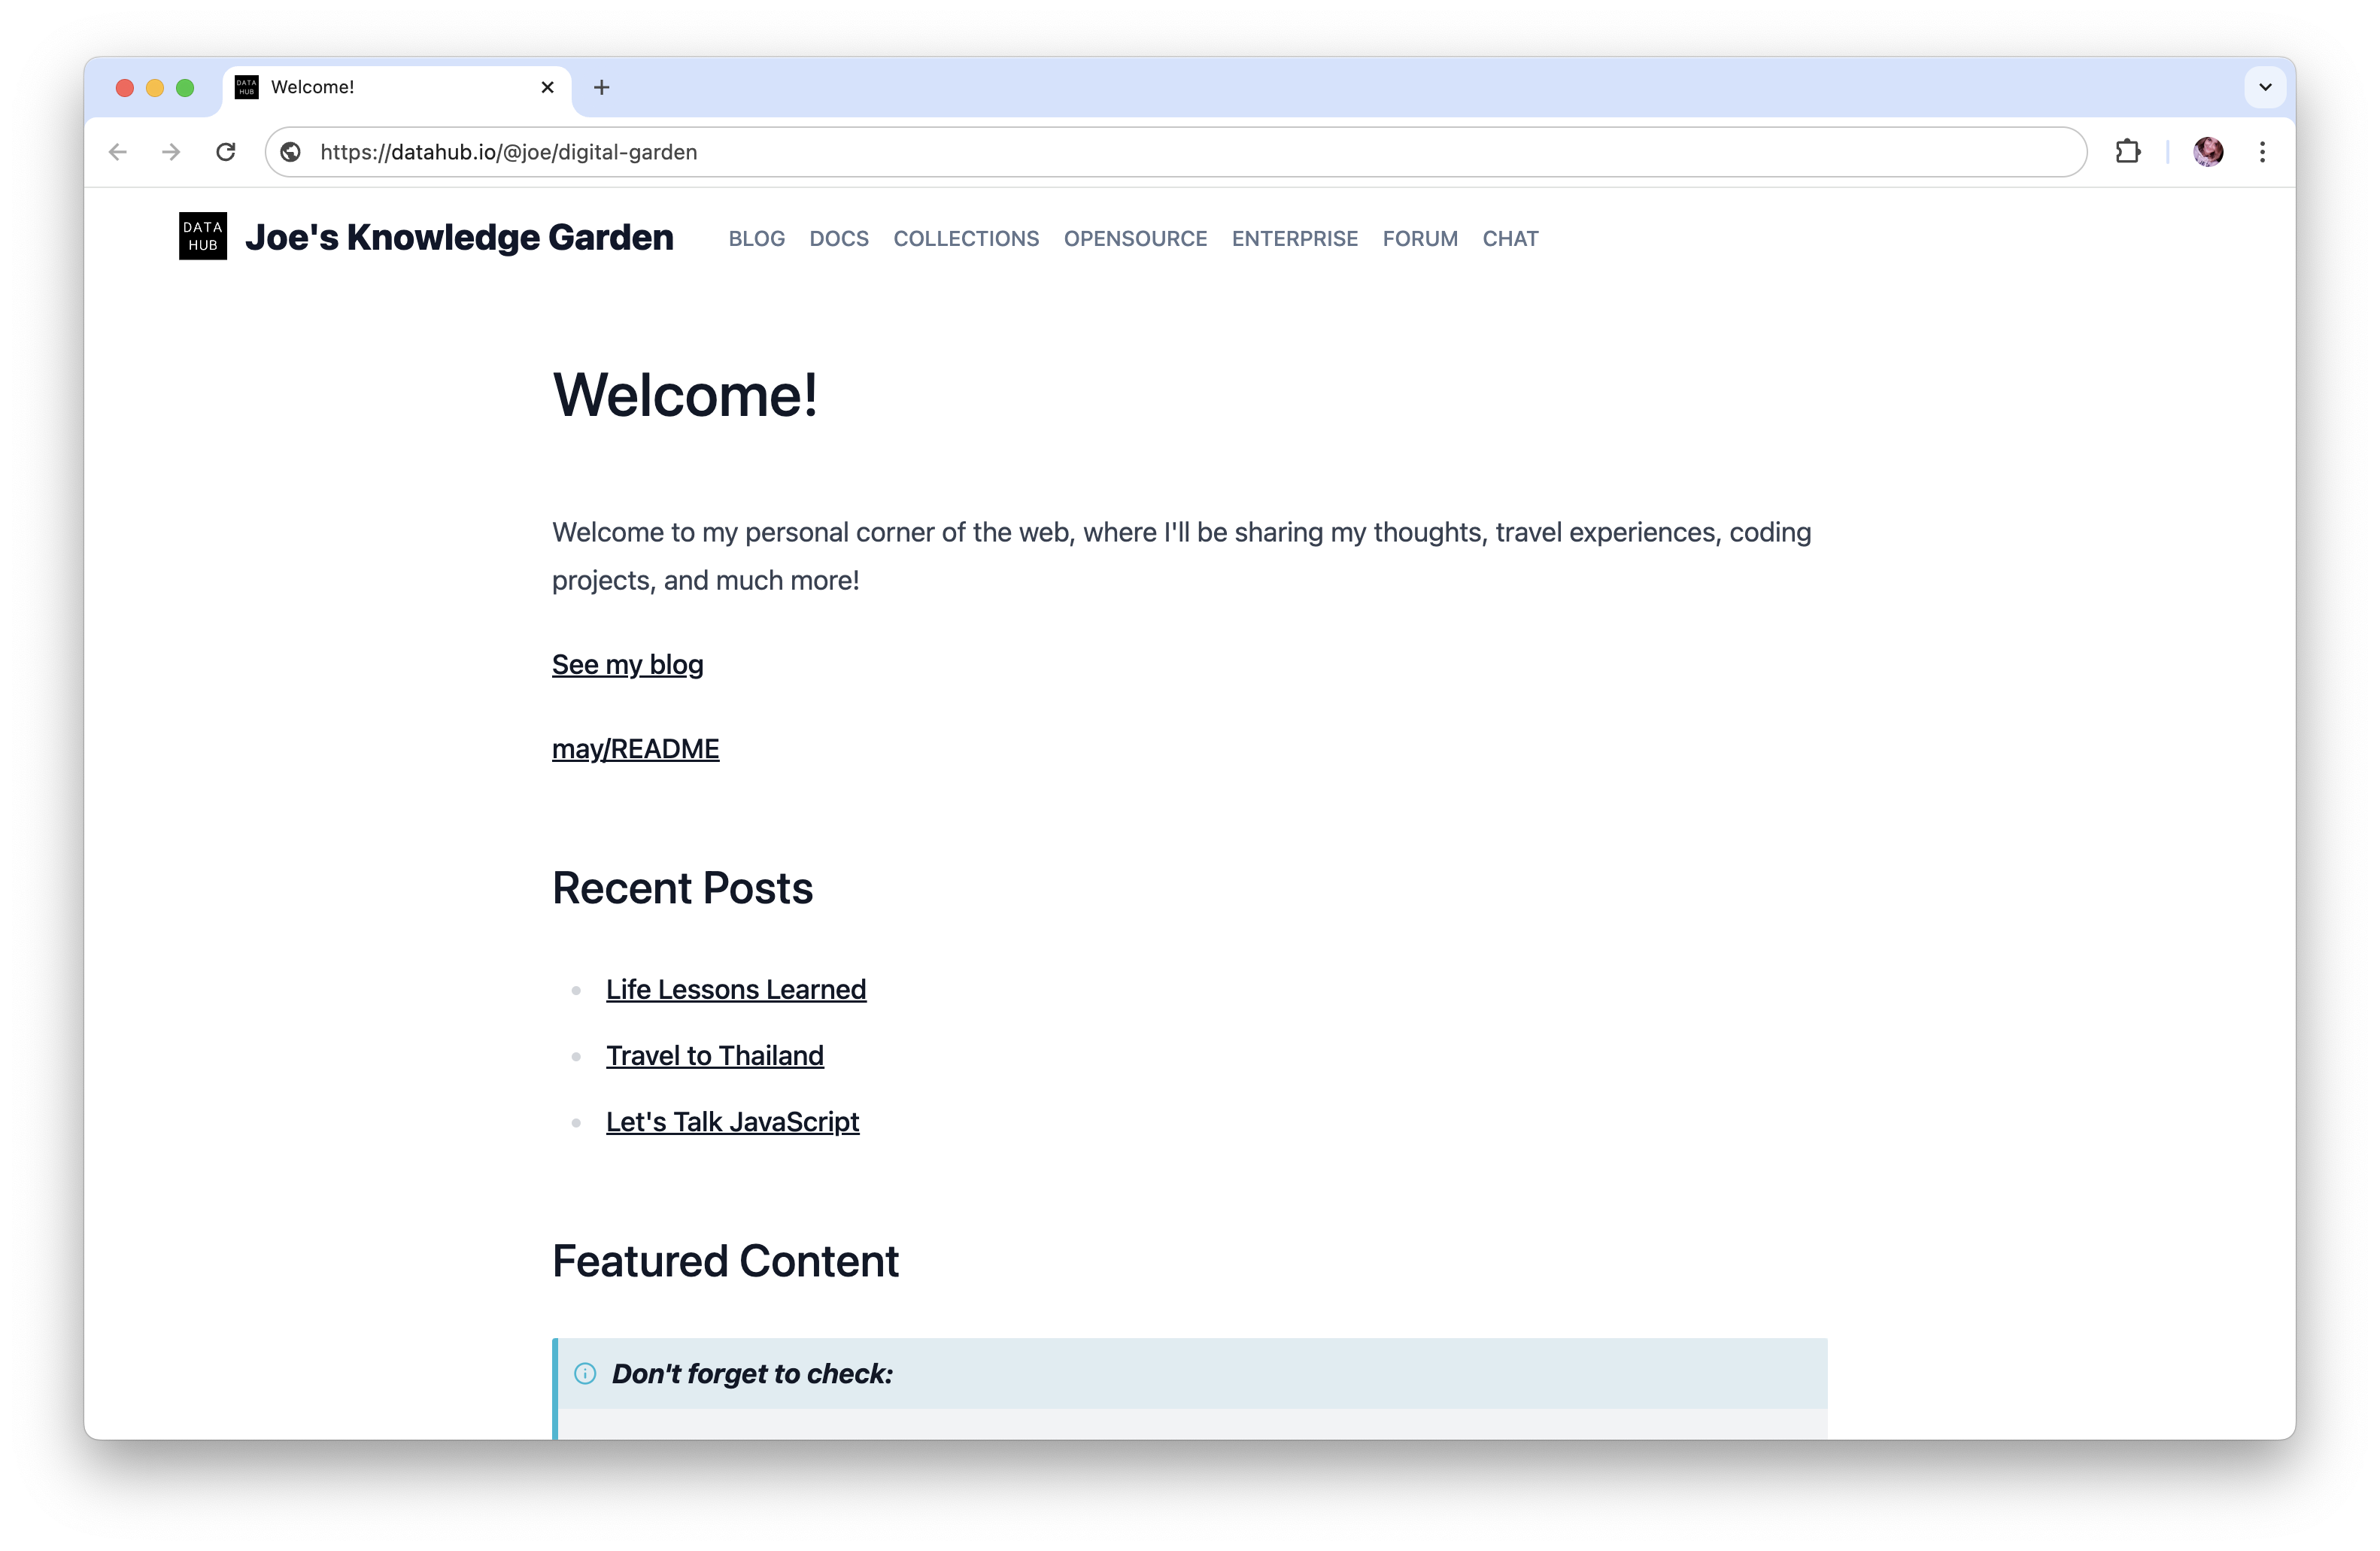 DATA
HUB
Welcome!
https://datahub.io/@joe/digital-garden
DATA
HUB
Joe's Knowledge Garden
BLOG DOCS COLLECTIONS OPENSOURCE ENTERPRISE FORUM CHAT
Welcome!
Welcome to my personal corner of the web, where I'll be sharing my thoughts, travel experiences, coding
projects, and much more!
See my blog
may/README
Recent Posts
Life Lessons Learned
Travel to Thailand
Let's Talk JavaScript
Featured Content
Don't forget to check: